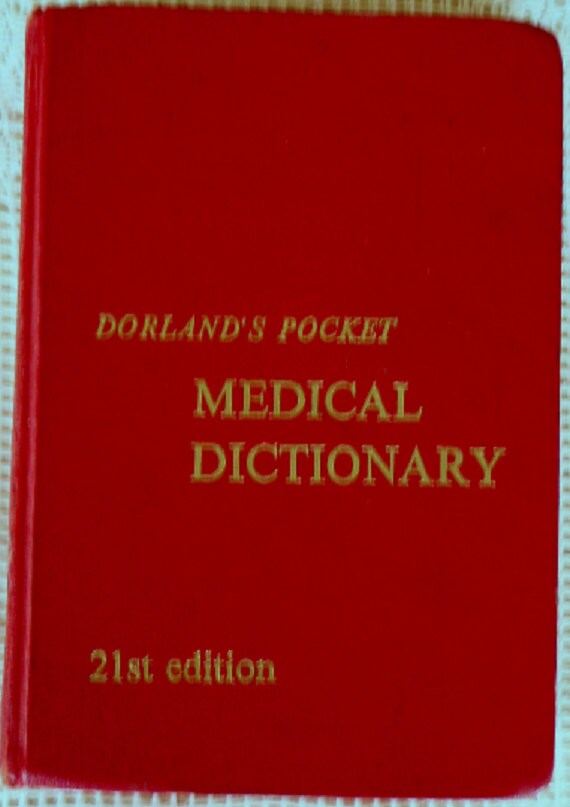 DORLAND'S POCKET
MEDICAL
DICTIONARY
21st edition